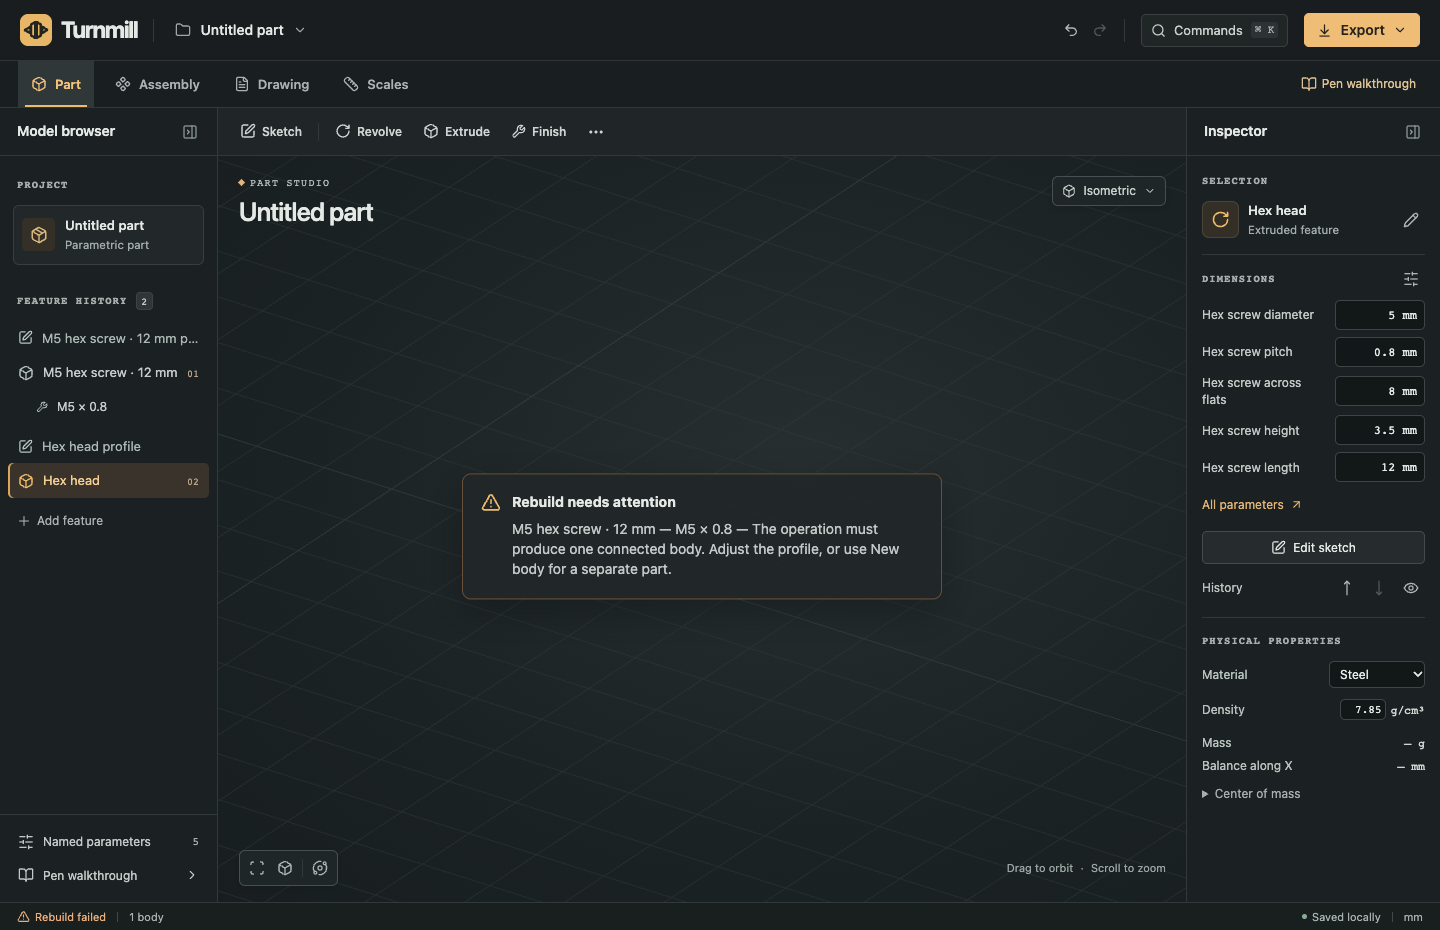 Turnmill
Untitled part
Commands ⌘ K
Export
Part
Assembly
Drawing
Scales
Pen walkthrough
Model browser
Sketch
Revolve
Extrude
Finish
Inspector
PROJECT
Untitled part
Parametric part
FEATURE HISTORY 2
M5 hex screw · 12 mm p...
M5 hex screw · 12 mm 01
M5 × 0.8
Hex head profile
Hex head 02
Add feature
Named parameters 5
Pen walkthrough
PART STUDIO
Untitled part
Isometric
Rebuild needs attention
M5 hex screw · 12 mm — M5 × 0.8 — The operation must
produce one connected body. Adjust the profile, or use New
body for a separate part.
Drag to orbit · Scroll to zoom
SELECTION
Hex head
Extruded feature
DIMENSIONS
Hex screw diameter 5 mm
Hex screw pitch 0.8 mm
Hex screw across
flats 8 mm
Hex screw height 3.5 mm
Hex screw length 12 mm
All parameters
Edit sketch
History
PHYSICAL PROPERTIES
Material Steel
Density 7.85 g/cm³
Mass — g
Balance along X — mm
Center of mass
Rebuild failed
1 body
Saved locally
mm